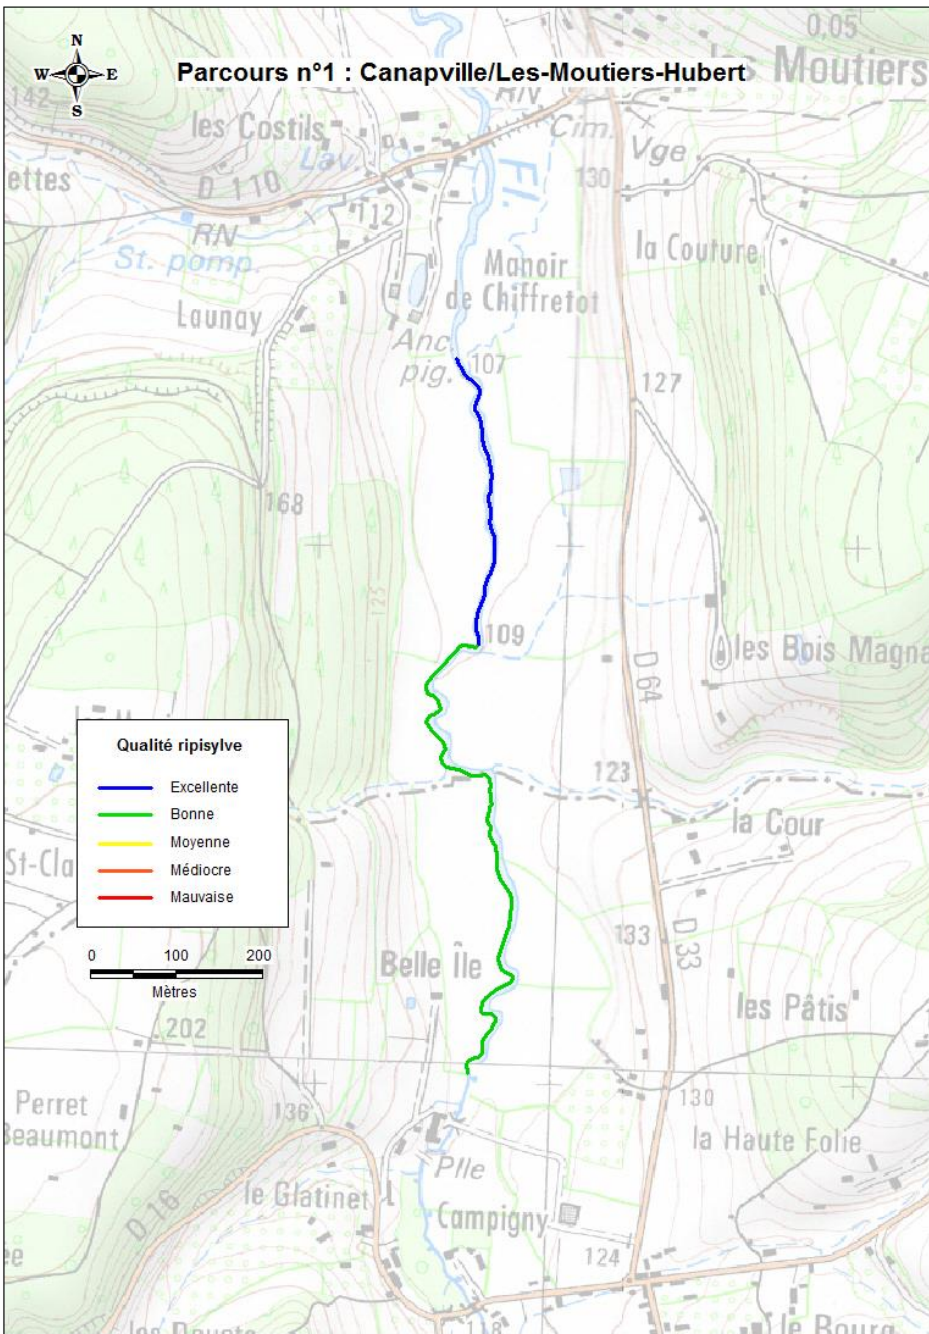 N
W E
S
Parcours n°1 : Canapville/Les-Moutiers-Hubert
0.05
Moutiers
142
les Costils
RN
Cim.
Lav.
Vge
ettes
D 110
130
112
Fl.
RN
St. pomp.
la Couture
Manoir
de Chiffretot
Launay
Anc.
pig.
107
127
168
125
109
les Bois Magna
D 64
Qualité ripisylve
Excellente
Bonne
Moyenne
Médiocre
Mauvaise
123
la Cour
St-Cla
133
D 33
0 100 200
Mètres
Belle Île
les Pâtis
202
Perret
Beaumont
136
130
la Haute Folie
Plle
le Glatinet
D 16
Campigny
124
ée
118
le Bourg